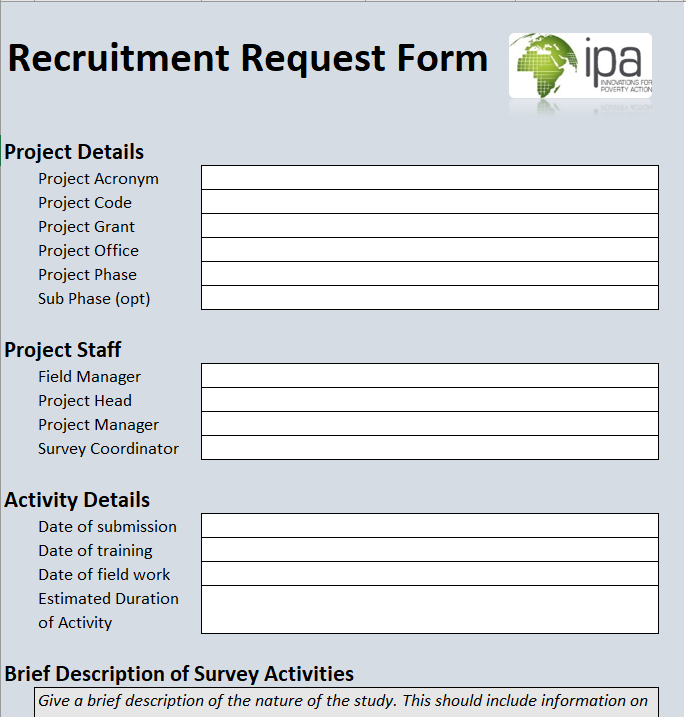 Recruitment Request Form
ipa
INNOVATIONS FOR
POVERTY ACTION
Project Details
Project Acronym
Project Code
Project Grant
Project Office
Project Phase
Sub Phase (opt)
Project Staff
Field Manager
Project Head
Project Manager
Survey Coordinator
Activity Details
Date of submission
Date of training
Date of field work
Estimated Duration
of Activity
Brief Description of Survey Activities
Give a brief description of the nature of the study. This should include information on